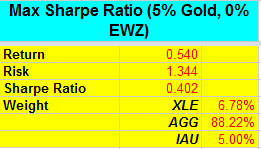 Max Sharpe Ratio (5% Gold, 0%
EWZ)
Return 0.540
Risk 1.344
Sharpe Ratio 0.402
Weight XLE 6.78%
AGG 88.22%
IAU 5.00%